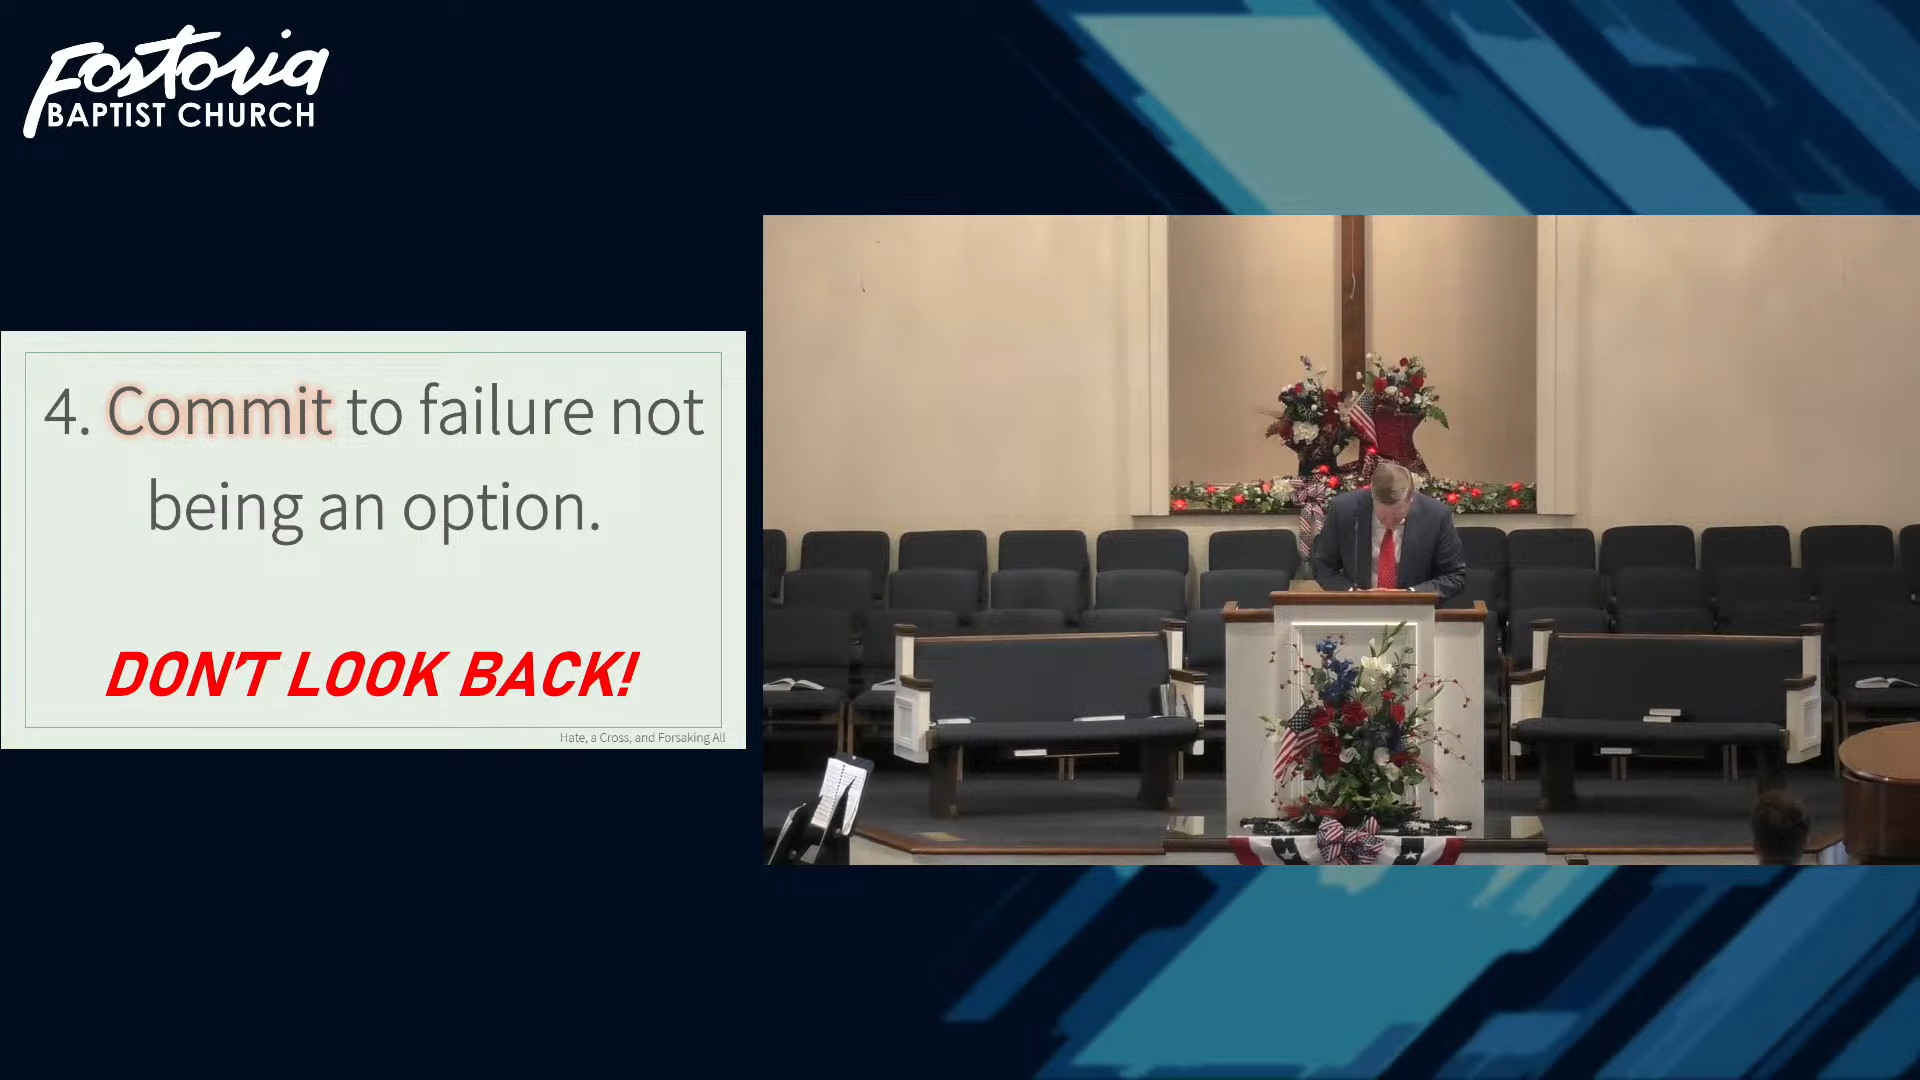 Fostoria
BAPTIST CHURCH
4. Commit to failure not
being an option.
DON'T LOOK BACK!
Hate, a Cross, and Forsaking All